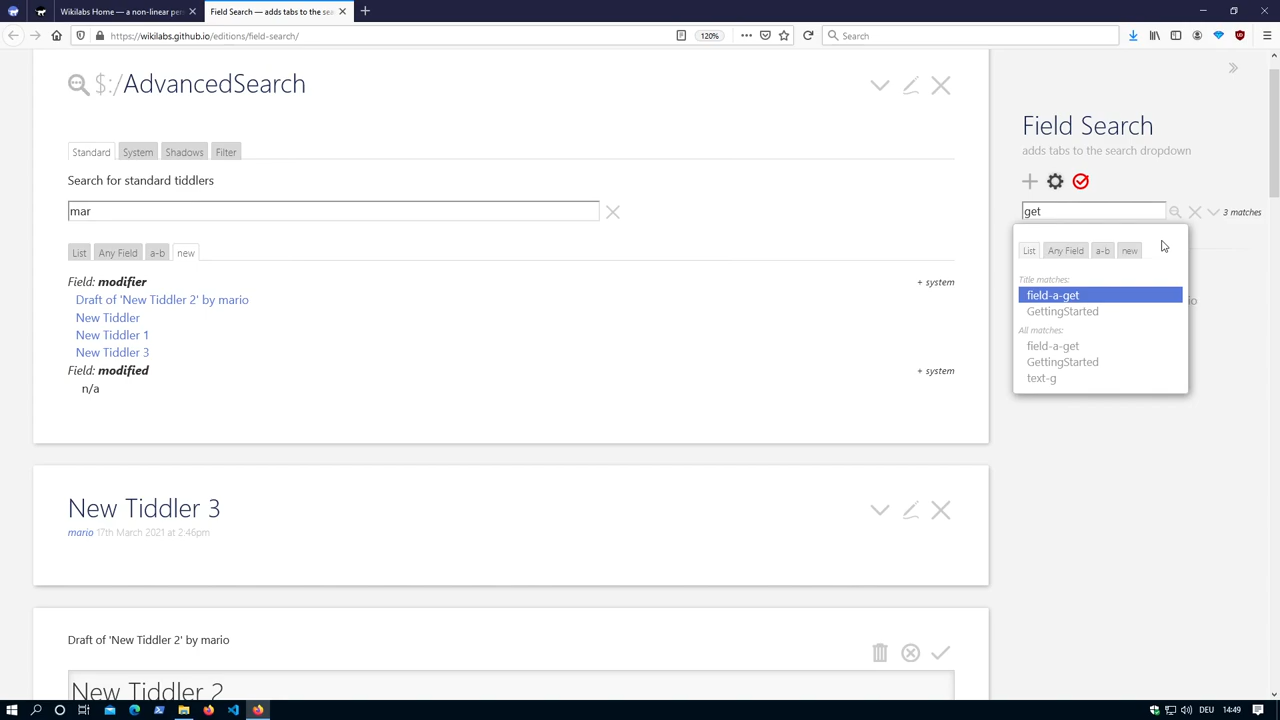 Wikilabs Home — a non-linear per
Field Search — adds tabs to the sea
https://wikilabs.github.io/editions/field-search/
120%
Search
$:/AdvancedSearch
Standard
System
Shadows
Filter
Search for standard tiddlers
mar
List
Any Field
a-b
new
Field: modifier
+ system
Draft of 'New Tiddler 2' by mario
New Tiddler
New Tiddler 1
New Tiddler 3
Field: modified
+ system
n/a
New Tiddler 3
mario 17th March 2021 at 2:46pm
Draft of 'New Tiddler 2' by mario
New Tiddler 2
Field Search
adds tabs to the search dropdown
get
3 matches
List
Any Field
a-b
new
Title matches:
field-a-get
GettingStarted
All matches:
field-a-get
GettingStarted
text-g
io
DEU
14:49